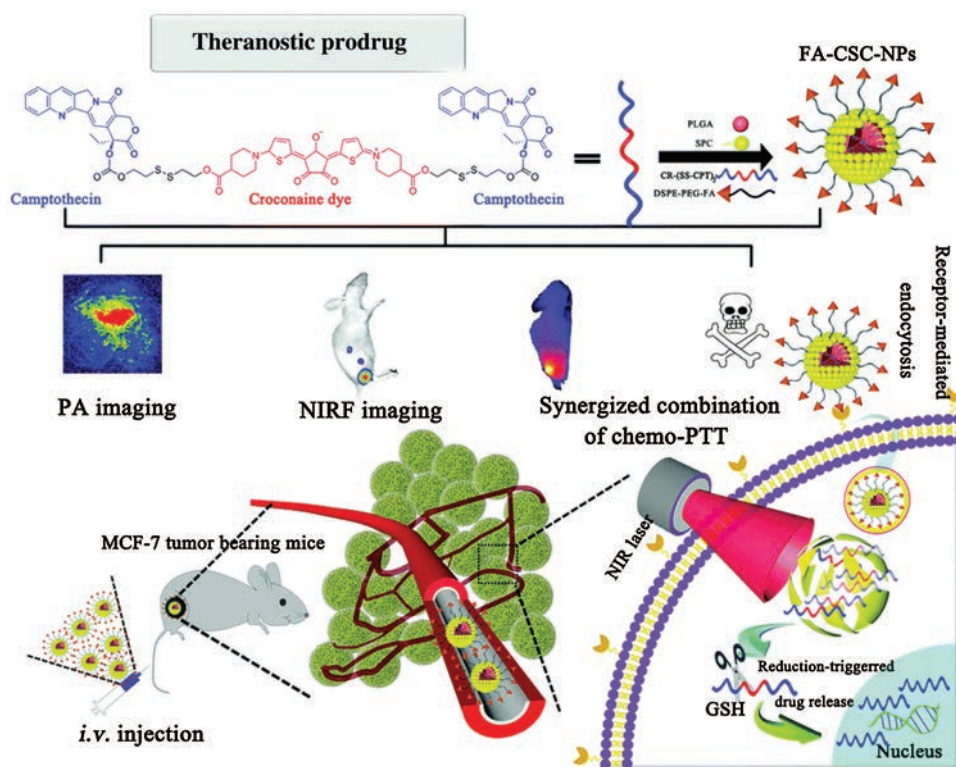 Theranostic prodrug
FA-CSC-NPs
N
N
O
O
O
O
O
O
O
S
S
O
O
N
S
O⁻
O
O
S
N
+
O
O
S
S
O
O
O
O
O
O
O
N
N
O
Camptothecin
Croconaine dye
Camptothecin
=
PLGA
SPC
CR-(SS-CPT)₂
DSPE-PEG-FA
PA imaging
NIRF imaging
Synergized combination
of chemo-PTT
Receptor-mediated
endocytosis
MCF-7 tumor bearing mice
i.v. injection
NIR laser
GSH
Reduction-trigerred
drug release
Nucleus